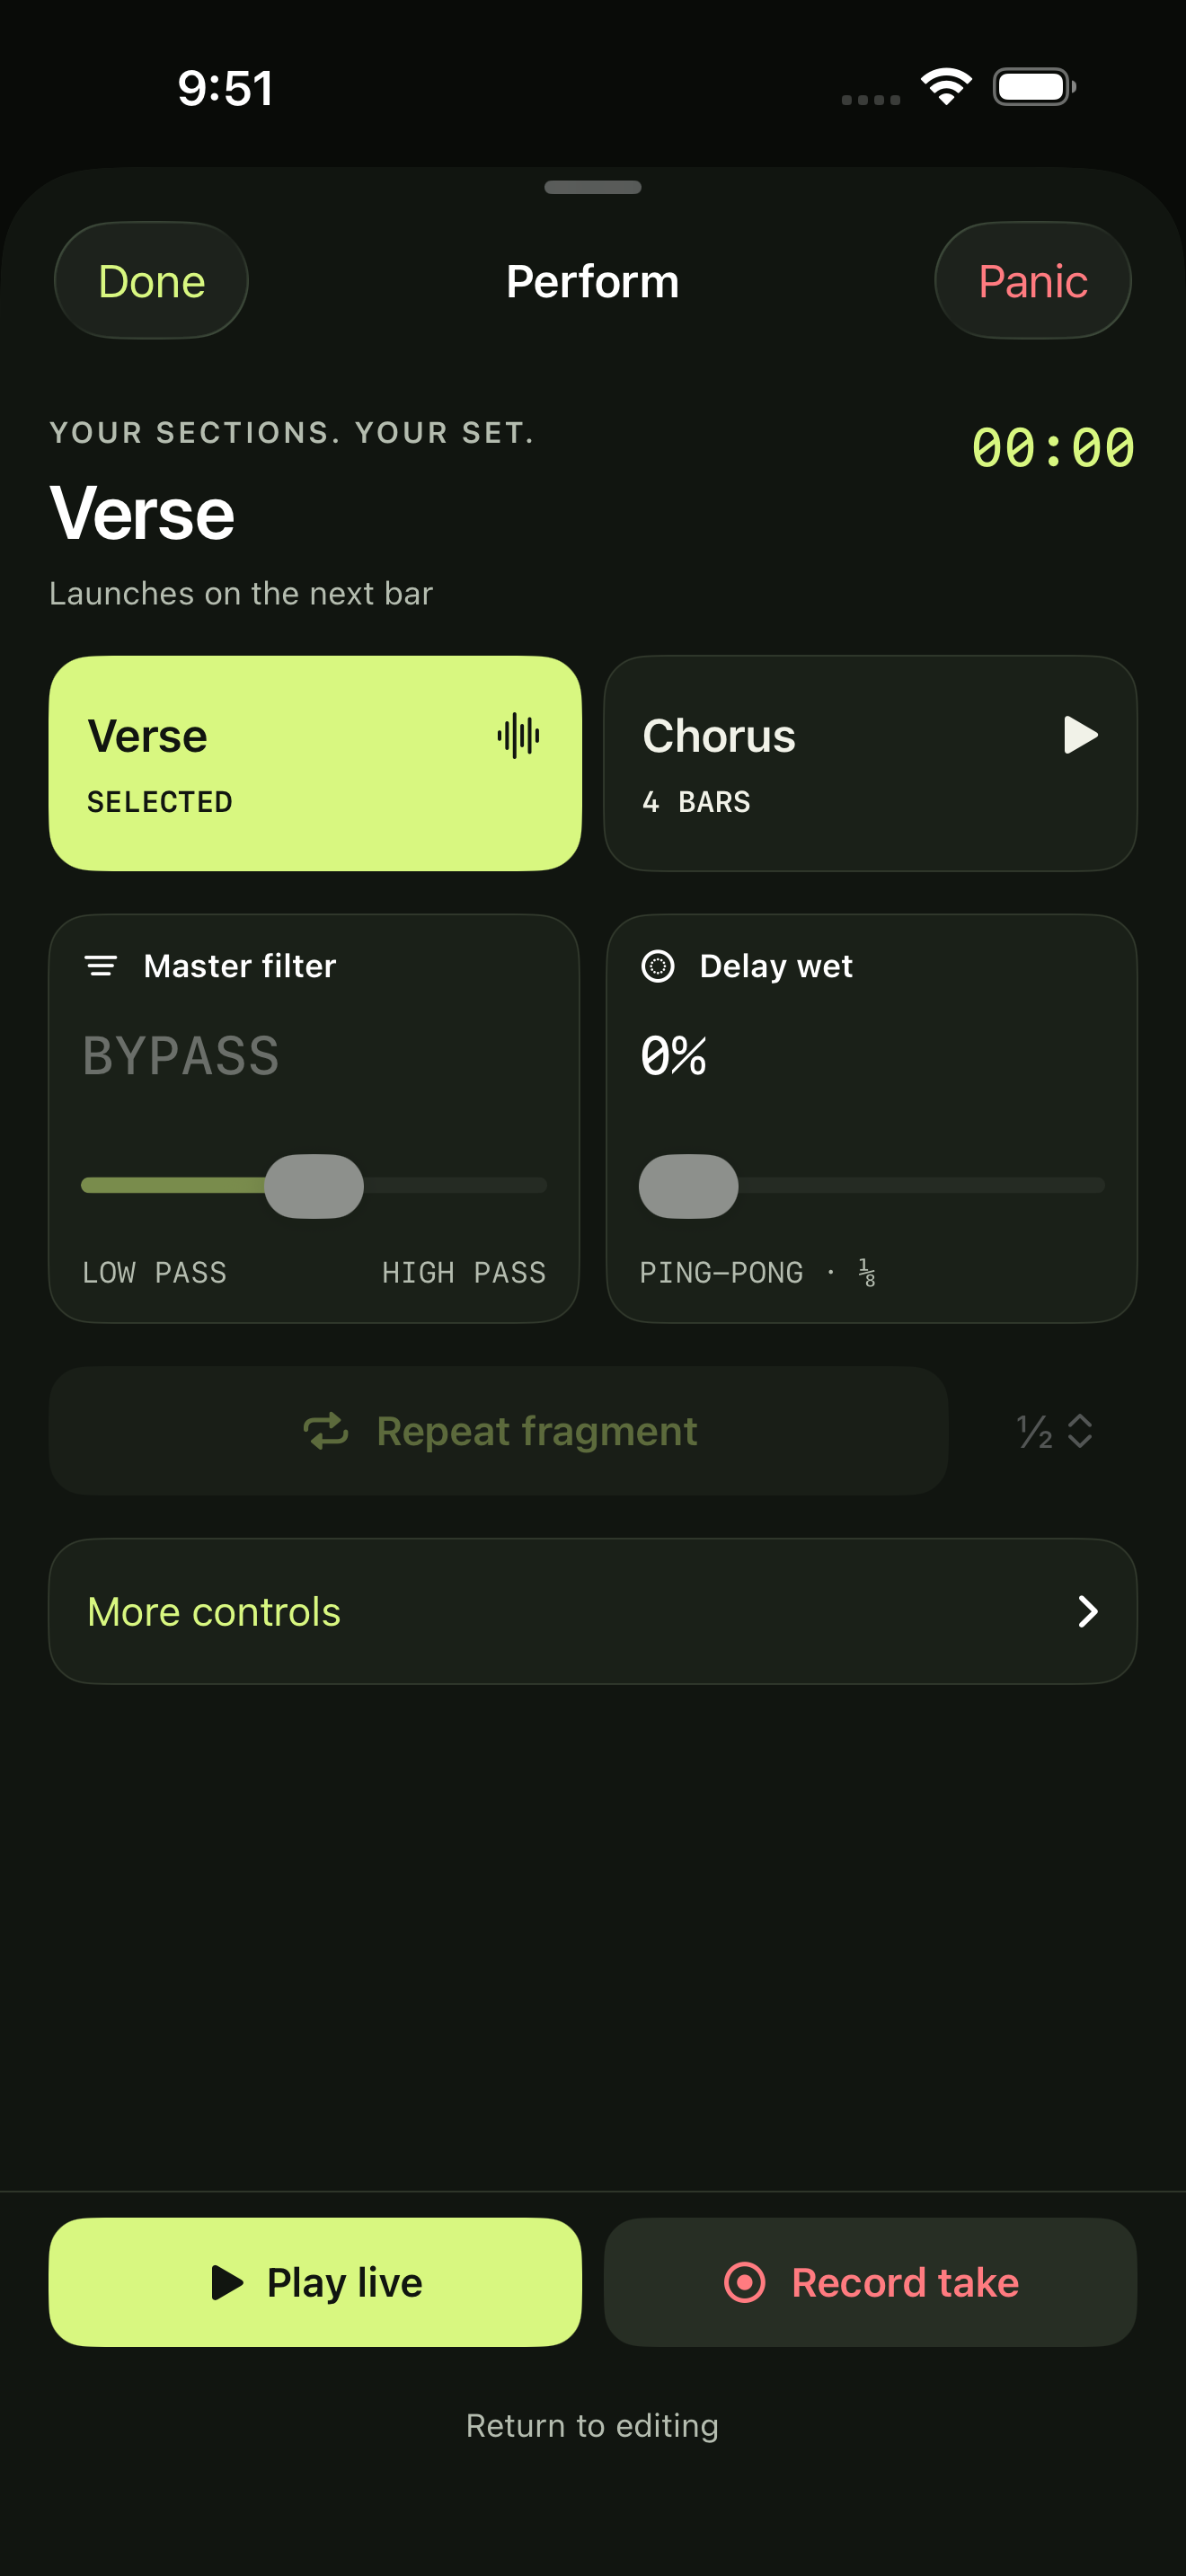 9:51
Done
Perform
Panic
YOUR SECTIONS. YOUR SET.
00:00
Verse
Launches on the next bar
Verse
SELECTED
Chorus
4 BARS
Master filter
BYPASS
LOW PASS HIGH PASS
Delay wet
0%
PING–PONG · ⅛
Repeat fragment
½
More controls
Play live
Record take
Return to editing